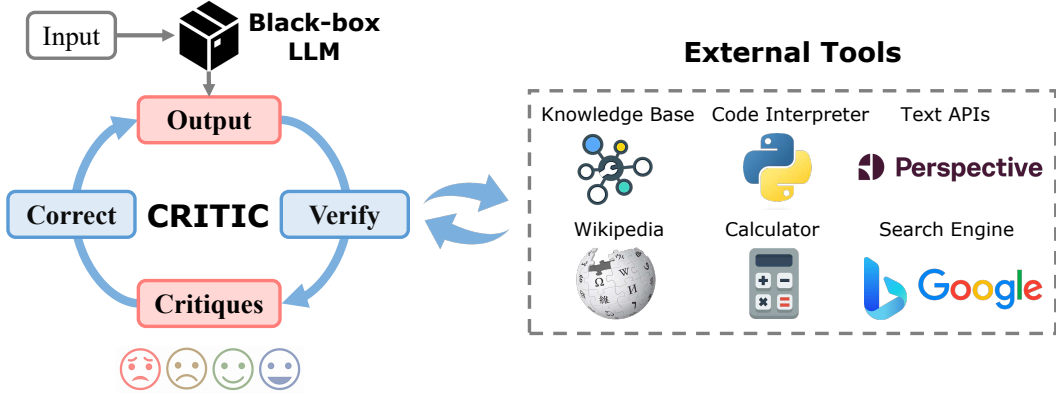 Input
Black-box
LLM
Output
Correct
CRITIC
Verify
Critiques
External Tools
Knowledge Base
Code Interpreter
Text APIs
Perspective
Wikipedia
Calculator
Search Engine
Ω
W
И
維
Google